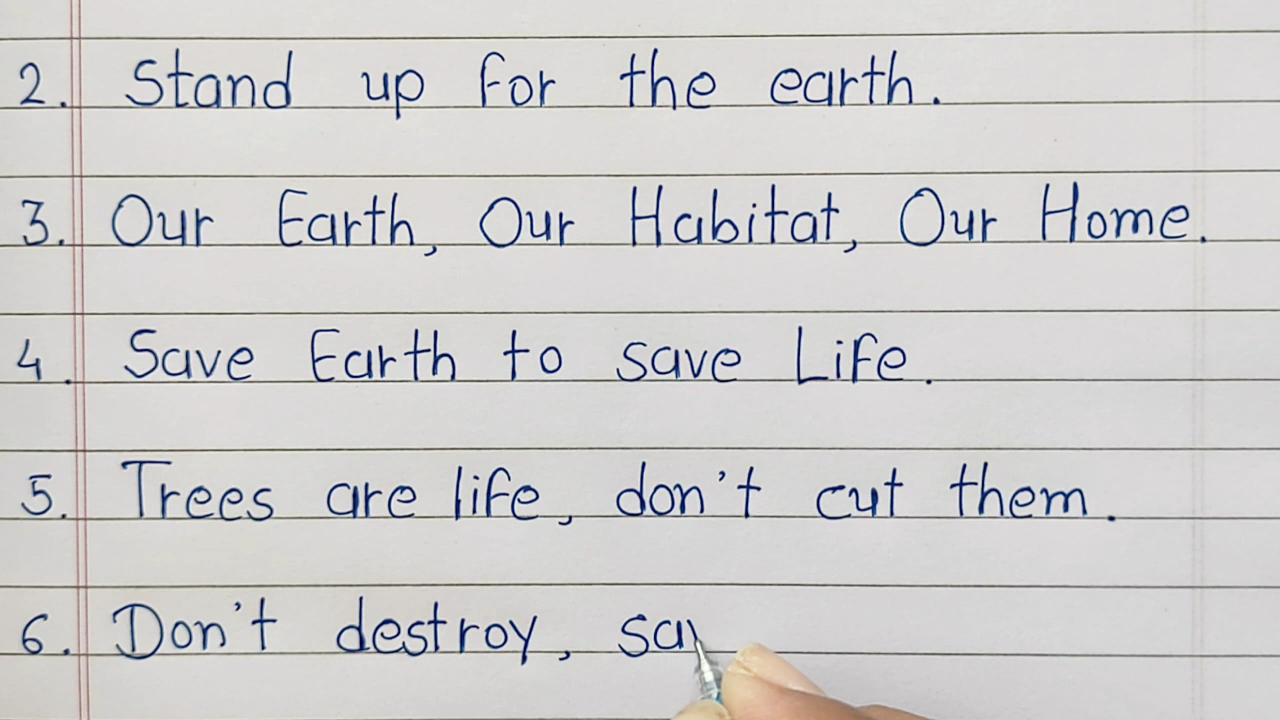 2. Stand up for the earth.
3. Our Earth, Our Habitat, Our Home.
4. Save Earth to save Life.
5. Trees are life, don't cut them.
6. Don't destroy,